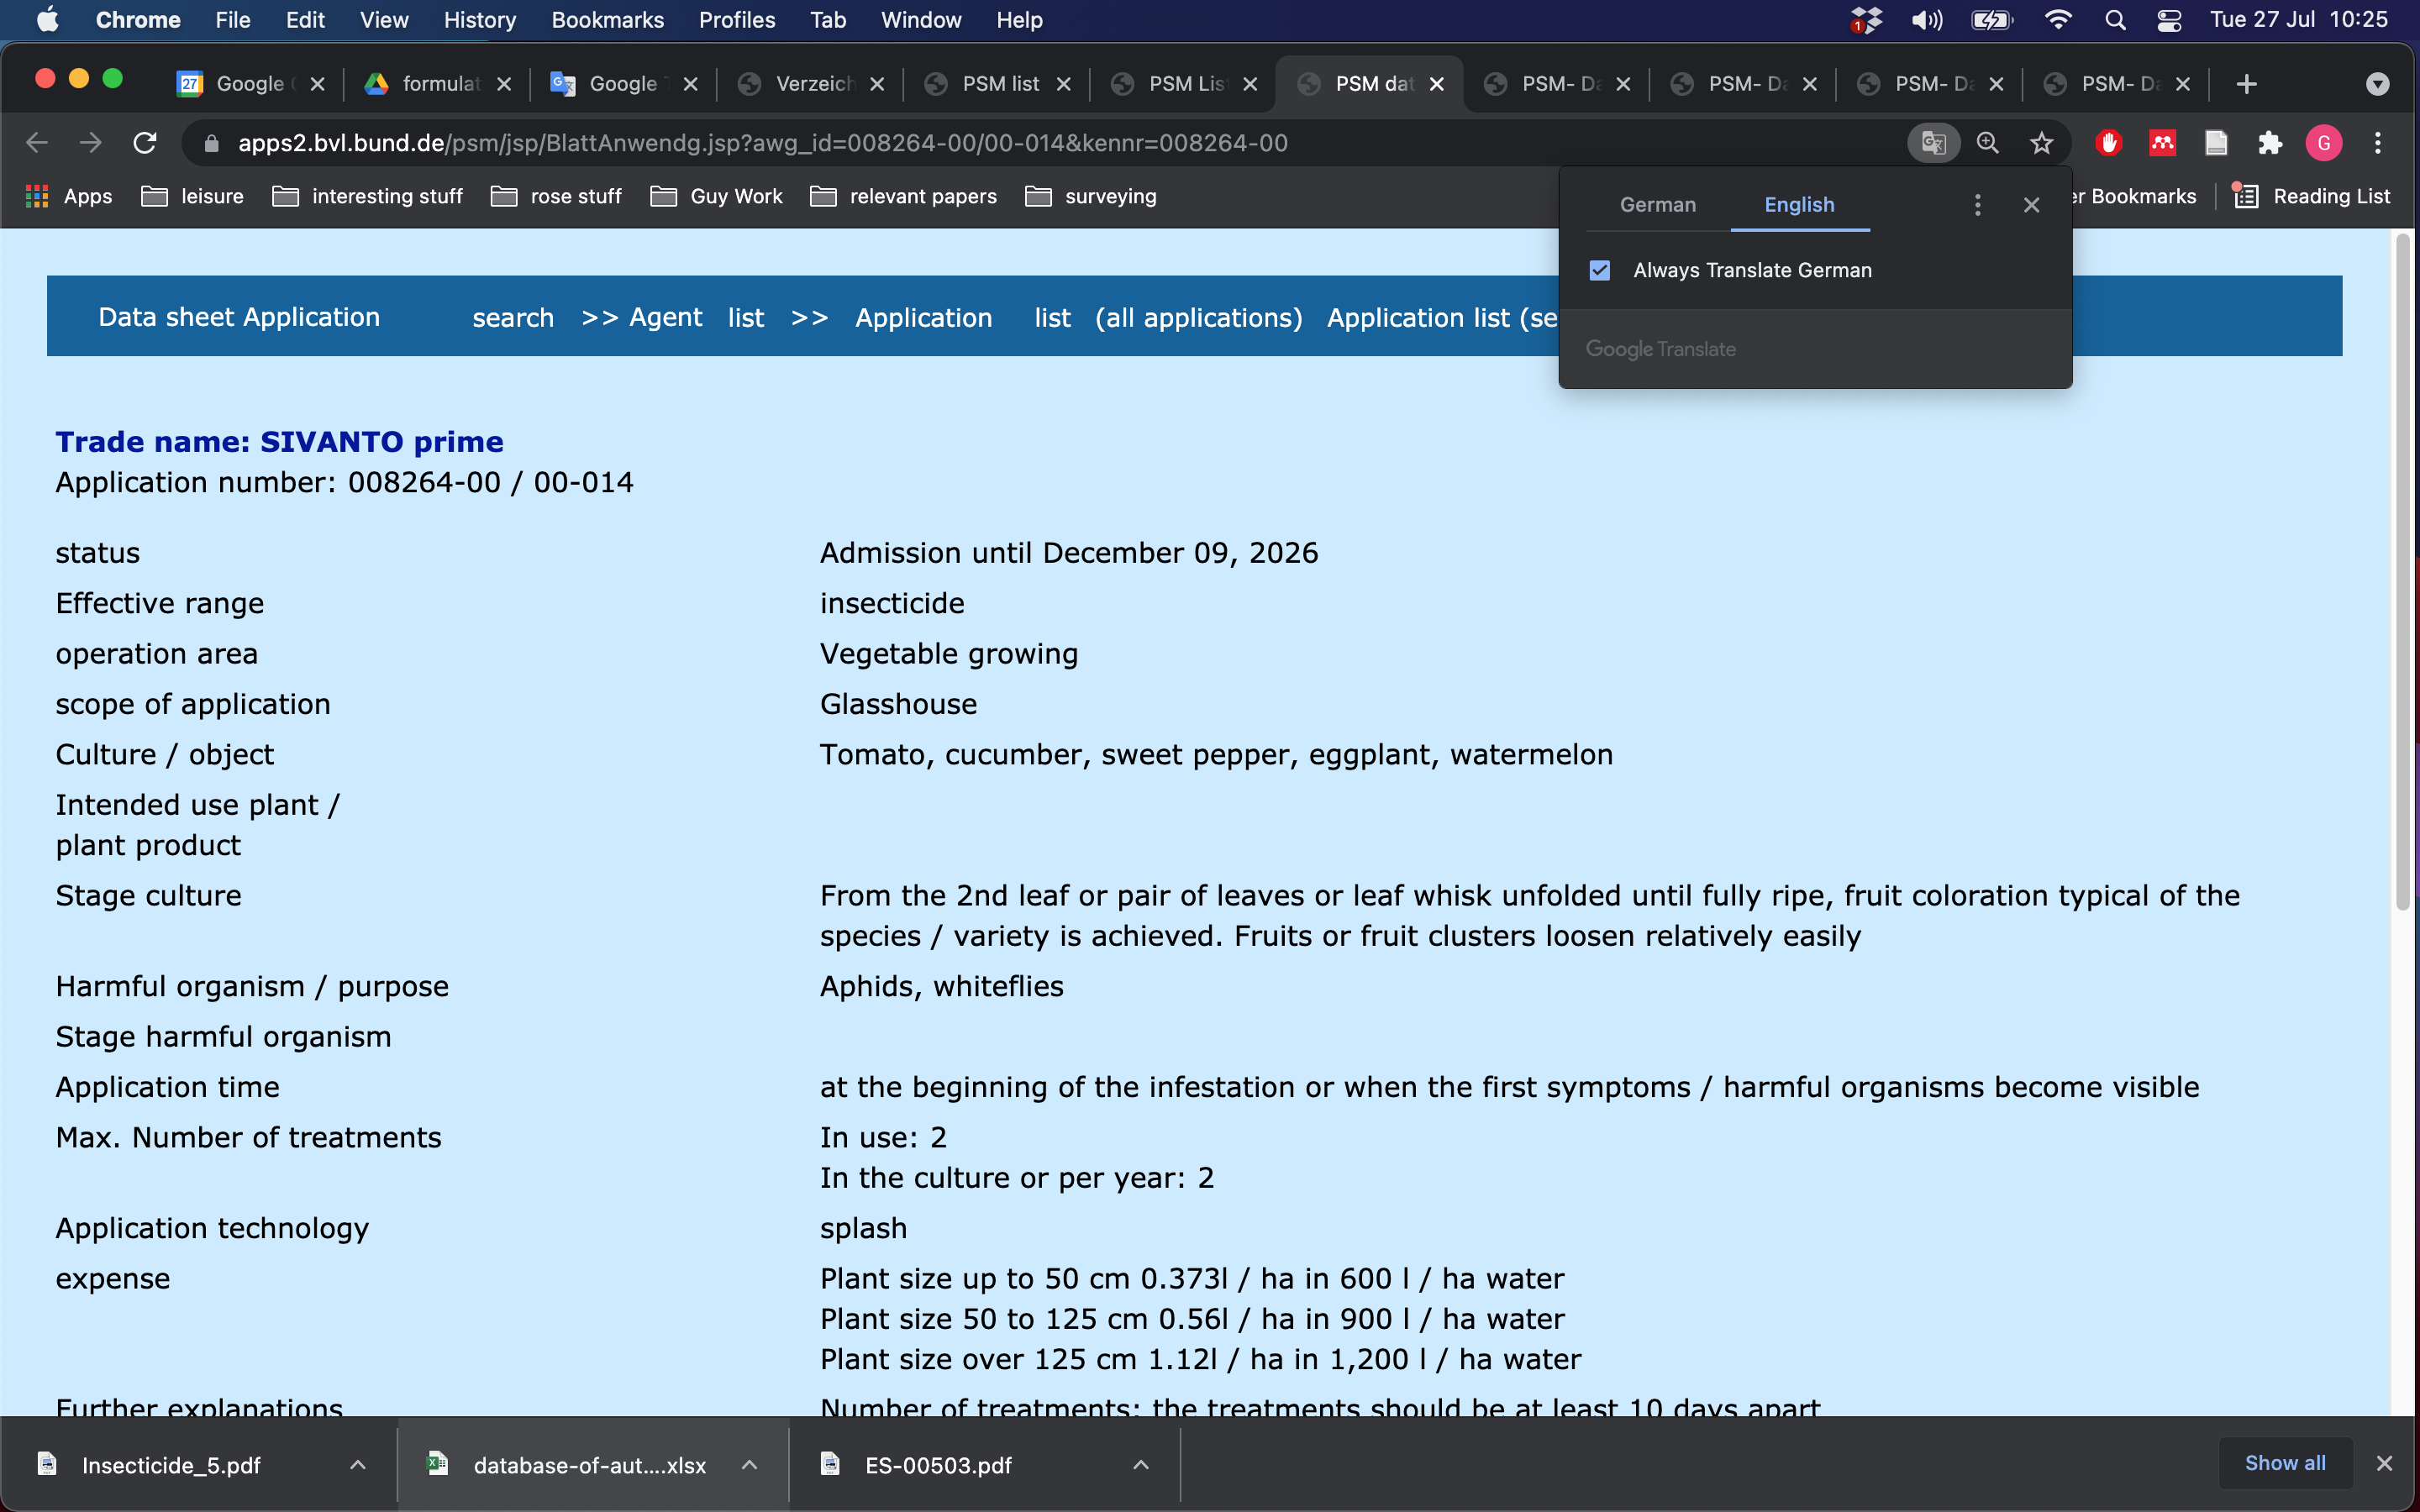 Chrome File Edit View History Bookmarks Profiles Tab Window Help 1 Tue 27 Jul 10:25
27 Google formulat Google Verzeich PSM list PSM Lis PSM dat PSM- Da PSM- Da PSM- Da PSM- Da
apps2.bvl.bund.de/psm/jsp/BlattAnwendg.jsp?awg_id=008264-00/00-014&kennr=008264-00 G
Apps leisure interesting stuff rose stuff Guy Work relevant papers surveying er Bookmarks Reading List
German English
Always Translate German
Google Translate
Data sheet Application search >> Agent list >> Application list (all applications) Application list (se
Trade name: SIVANTO prime
Application number: 008264-00 / 00-014
status Admission until December 09, 2026
Effective range insecticide
operation area Vegetable growing
scope of application Glasshouse
Culture / object Tomato, cucumber, sweet pepper, eggplant, watermelon
Intended use plant /
plant product
Stage culture From the 2nd leaf or pair of leaves or leaf whisk unfolded until fully ripe, fruit coloration typical of the
species / variety is achieved. Fruits or fruit clusters loosen relatively easily
Harmful organism / purpose Aphids, whiteflies
Stage harmful organism
Application time at the beginning of the infestation or when the first symptoms / harmful organisms become visible
Max. Number of treatments In use: 2
In the culture or per year: 2
Application technology splash
expense Plant size up to 50 cm 0.373l / ha in 600 l / ha water
Plant size 50 to 125 cm 0.56l / ha in 900 l / ha water
Plant size over 125 cm 1.12l / ha in 1,200 l / ha water
Further explanations Number of treatments: the treatments should be at least 10 days apart
Insecticide_5.pdf database-of-aut....xlsx ES-00503.pdf Show all